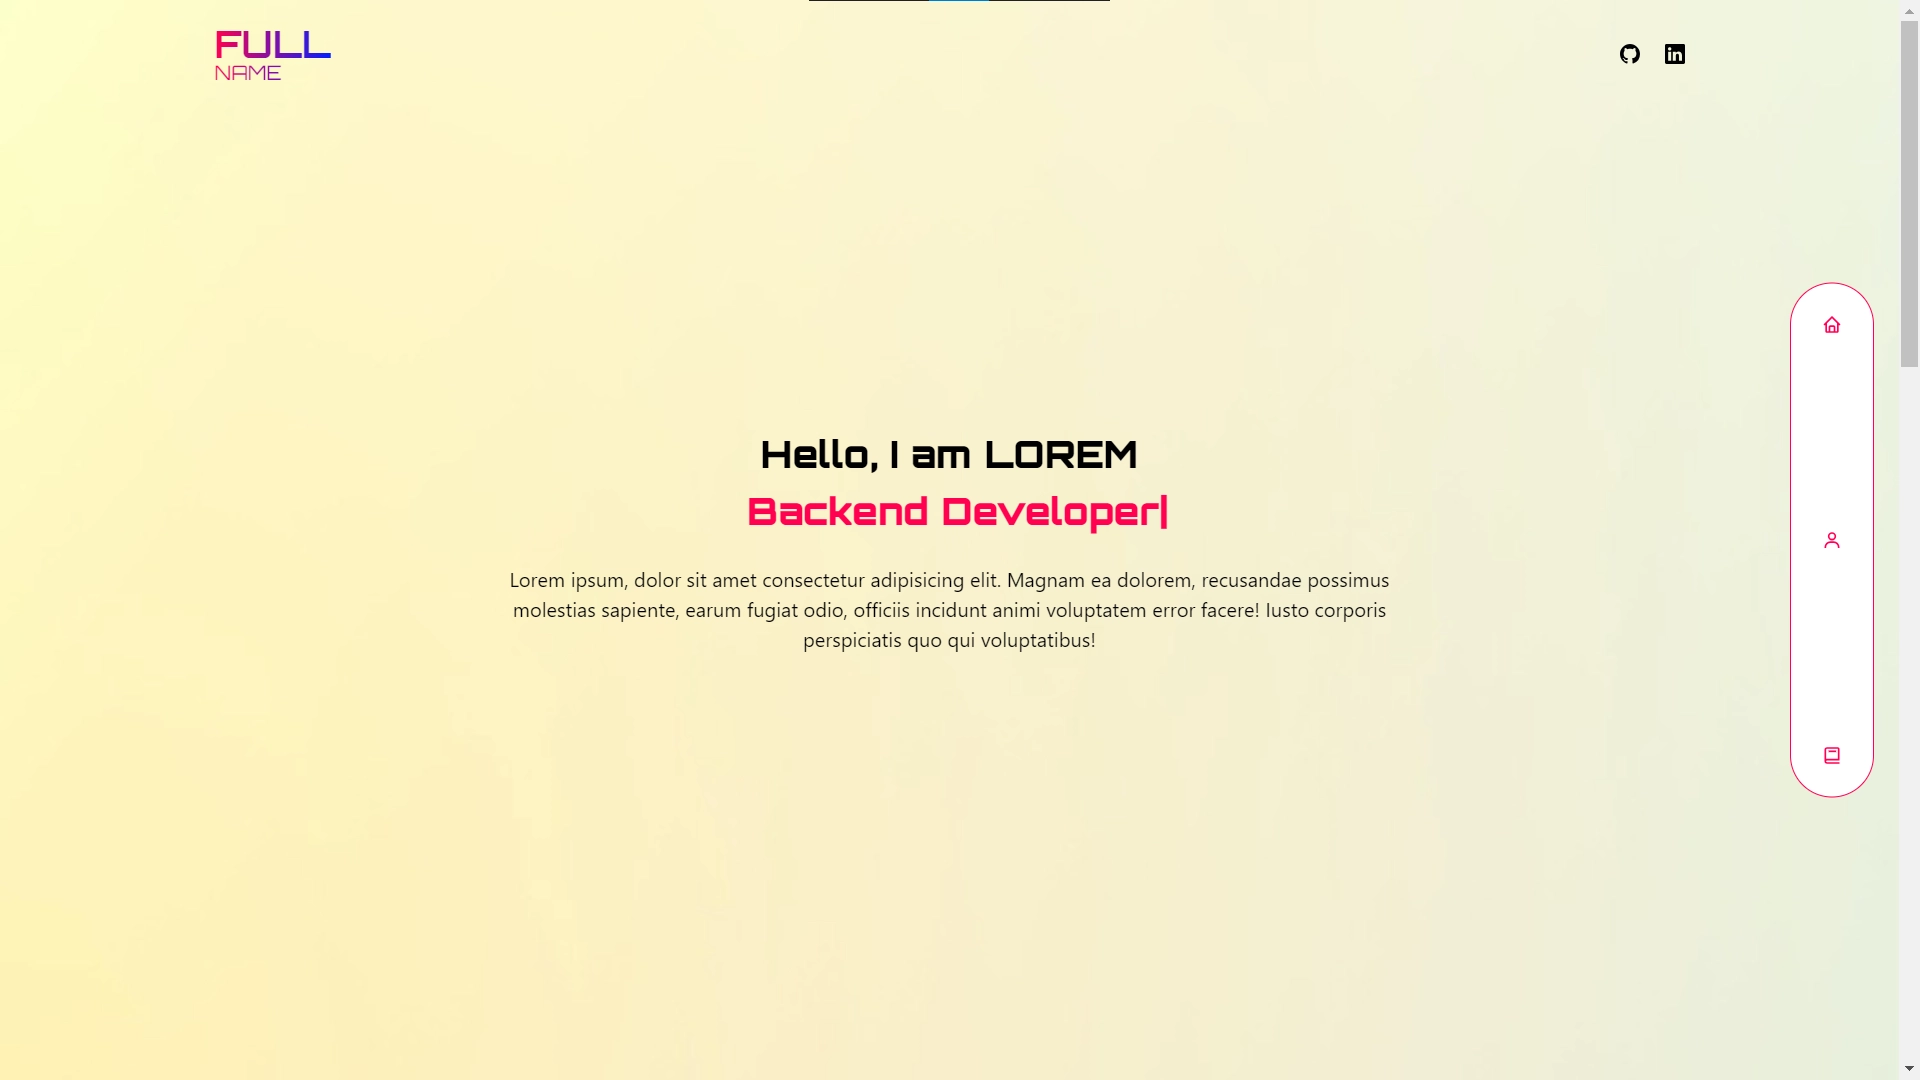 FULL
NAME
Hello, I am LOREM
Backend Developer|
Lorem ipsum, dolor sit amet consectetur adipisicing elit. Magnam ea dolorem, recusandae possimus
molestias sapiente, earum fugiat odio, officiis incidunt animi voluptatem error facere! Iusto corporis
perspiciatis quo qui voluptatibus!